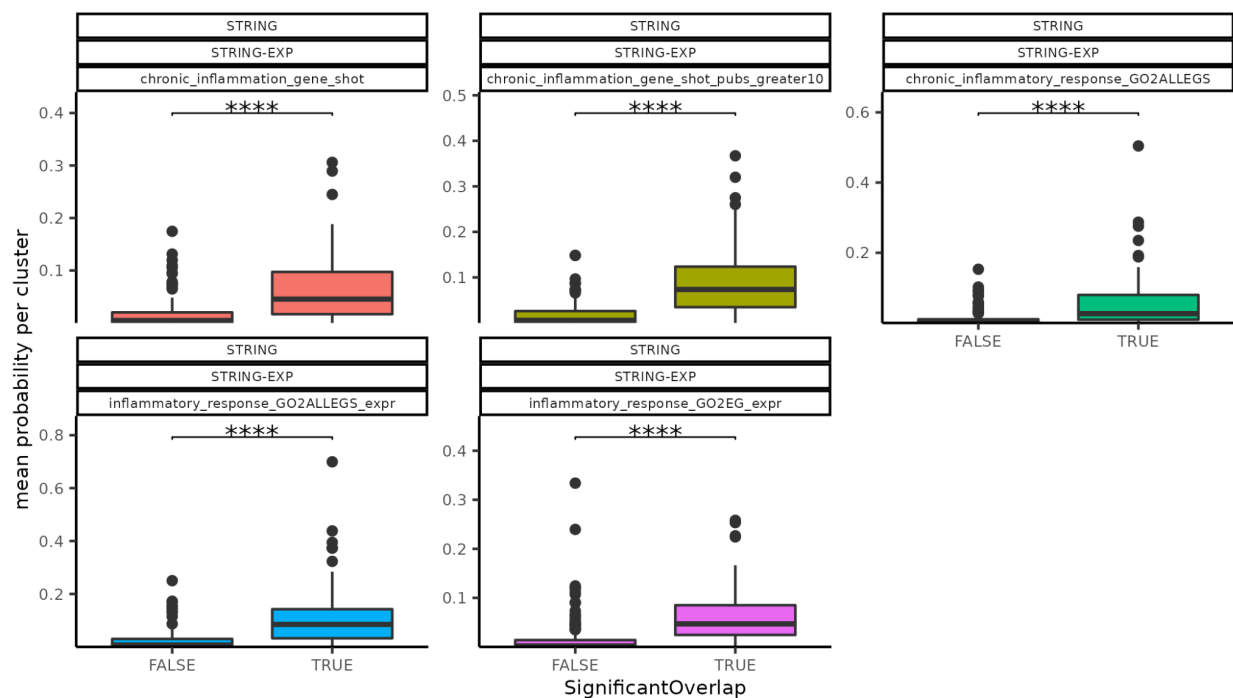 STRING
STRING-EXP
chronic_inflammation_gene_shot
0.4
0.3
0.2
0.1
****
STRING
STRING-EXP
chronic_inflammation_gene_shot_pubs_greater10
0.5
0.4
0.3
0.2
0.1
****
STRING
STRING-EXP
chronic_inflammatory_response_GO2ALLEGS
0.6
0.4
0.2
****
FALSE
TRUE
STRING
STRING-EXP
inflammatory_response_GO2ALLEGS_expr
0.8
0.6
0.4
0.2
****
FALSE
TRUE
STRING
STRING-EXP
inflammatory_response_GO2EG_expr
0.4
0.3
0.2
0.1
****
FALSE
TRUE
mean probability per cluster
SignificantOverlap